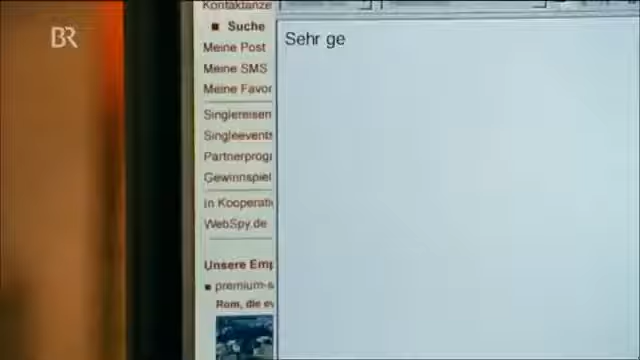 BR
Kontaktanze
Suche
Meine Post
Meine SMS
Meine Favor
Singlereisen
Singleevents
Partnerprog
Gewinnspiel
in Kooperati
WebSpy.de
Unsere Emp
premium-s
Rom, die ev
Sehr ge